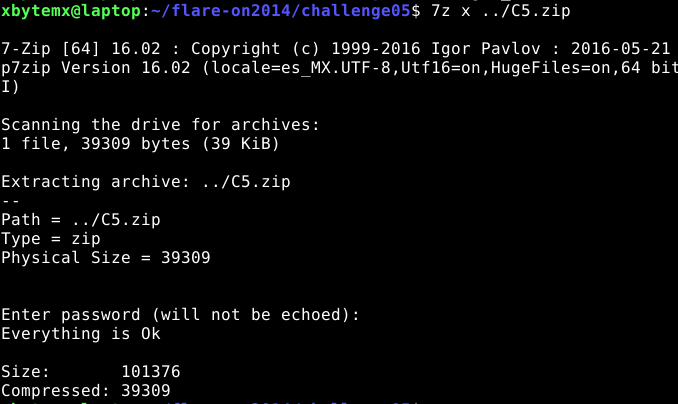 xbytemx@laptop:~/flare-on2014/challenge05$ 7z x ../C5.zip
7-Zip [64] 16.02 : Copyright (c) 1999-2016 Igor Pavlov : 2016-05-21
p7zip Version 16.02 (locale=es_MX.UTF-8,Utf16=on,HugeFiles=on,64 bit
I)
Scanning the drive for archives:
1 file, 39309 bytes (39 KiB)
Extracting archive: ../C5.zip
--
Path = ../C5.zip
Type = zip
Physical Size = 39309
Enter password (will not be echoed):
Everything is Ok
Size:       101376
Compressed: 39309